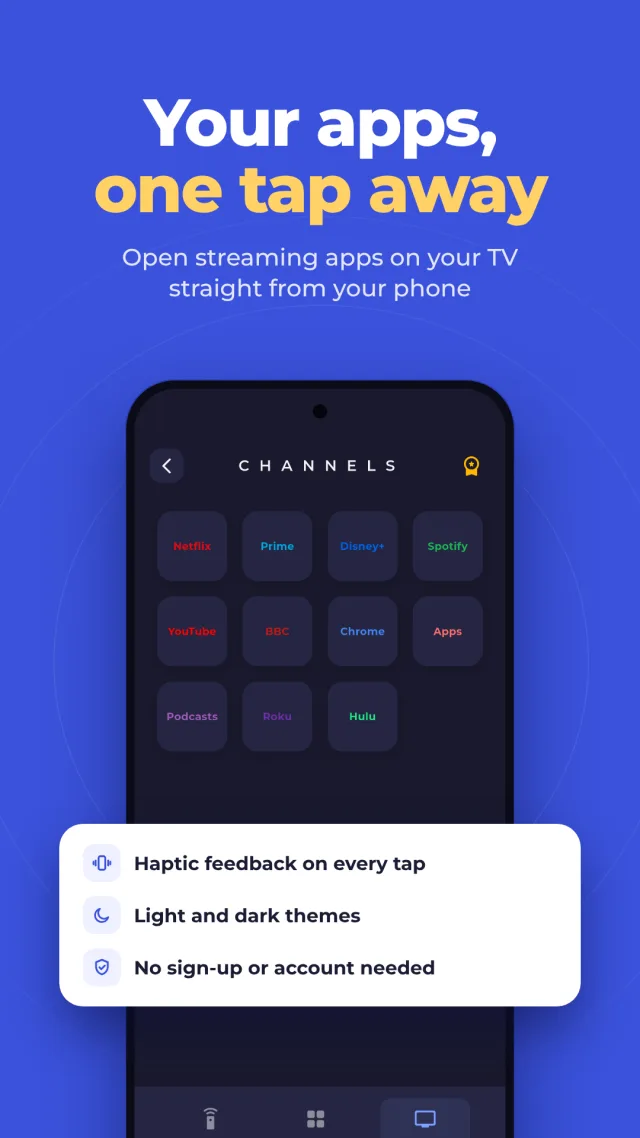 Your apps,
one tap away
Open streaming apps on your TV
straight from your phone
CHANNELS
Netflix Prime Disney+ Spotify
YouTube BBC Chrome Apps
Podcasts Roku Hulu
Haptic feedback on every tap
Light and dark themes
No sign-up or account needed